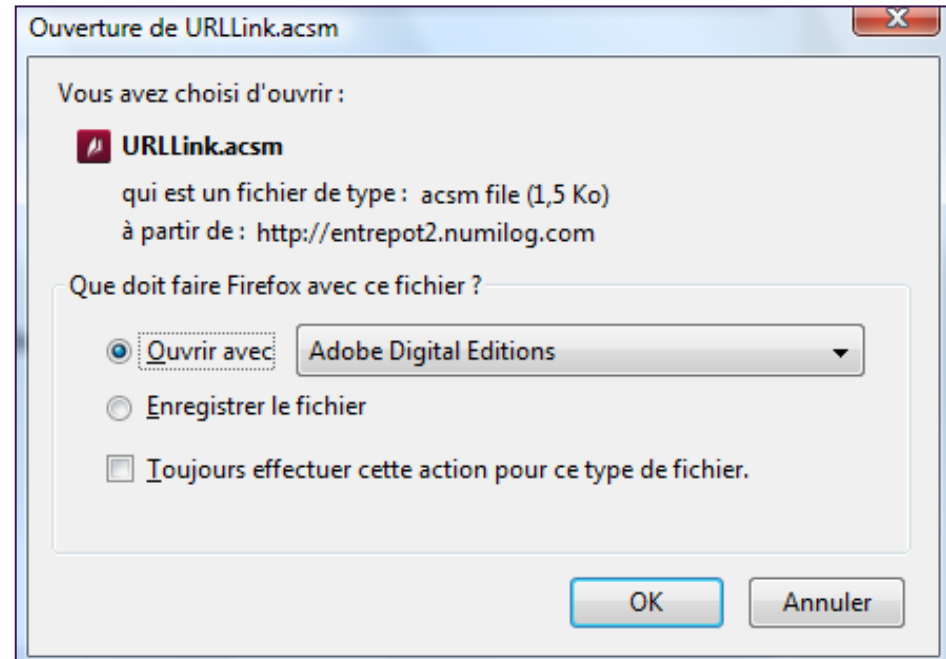 Ouverture de URLLink.acsm
Vous avez choisi d'ouvrir :
URLLink.acsm
qui est un fichier de type : acsm file (1,5 Ko)
à partir de : http://entrepot2.numilog.com
Que doit faire Firefox avec ce fichier ?
Ouvrir avec Adobe Digital Editions
Enregistrer le fichier
Toujours effectuer cette action pour ce type de fichier.
OK Annuler